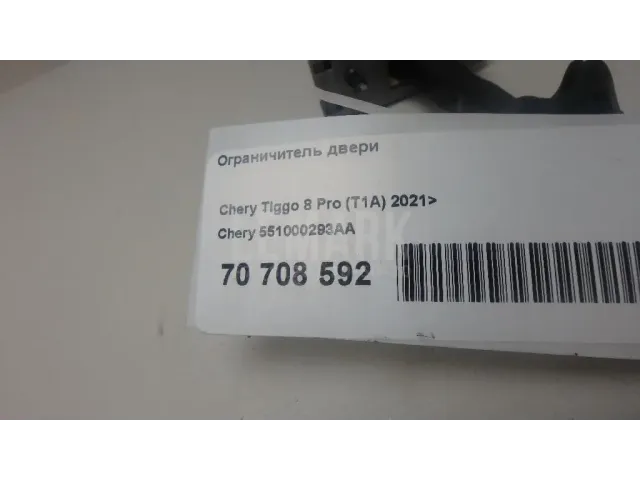 Ограничитель двери
Chery Tiggo 8 Pro (T1A) 2021>
Chery 551000293AA
70 708 592